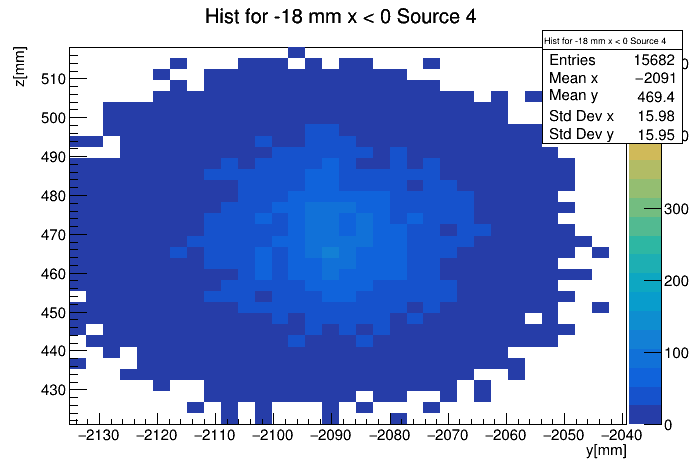 Hist for -18 mm x < 0 Source 4
z[mm]
510
500
490
480
470
460
450
440
430
−2130 −2120 −2110 −2100 −2090 −2080 −2070 −2060 −2050 −2040
y[mm]
Hist for -18 mm x < 0 Source 4
Entries 15682
Mean x −2091
Mean y 469.4
Std Dev x 15.98
Std Dev y 15.95
300
200
100
0